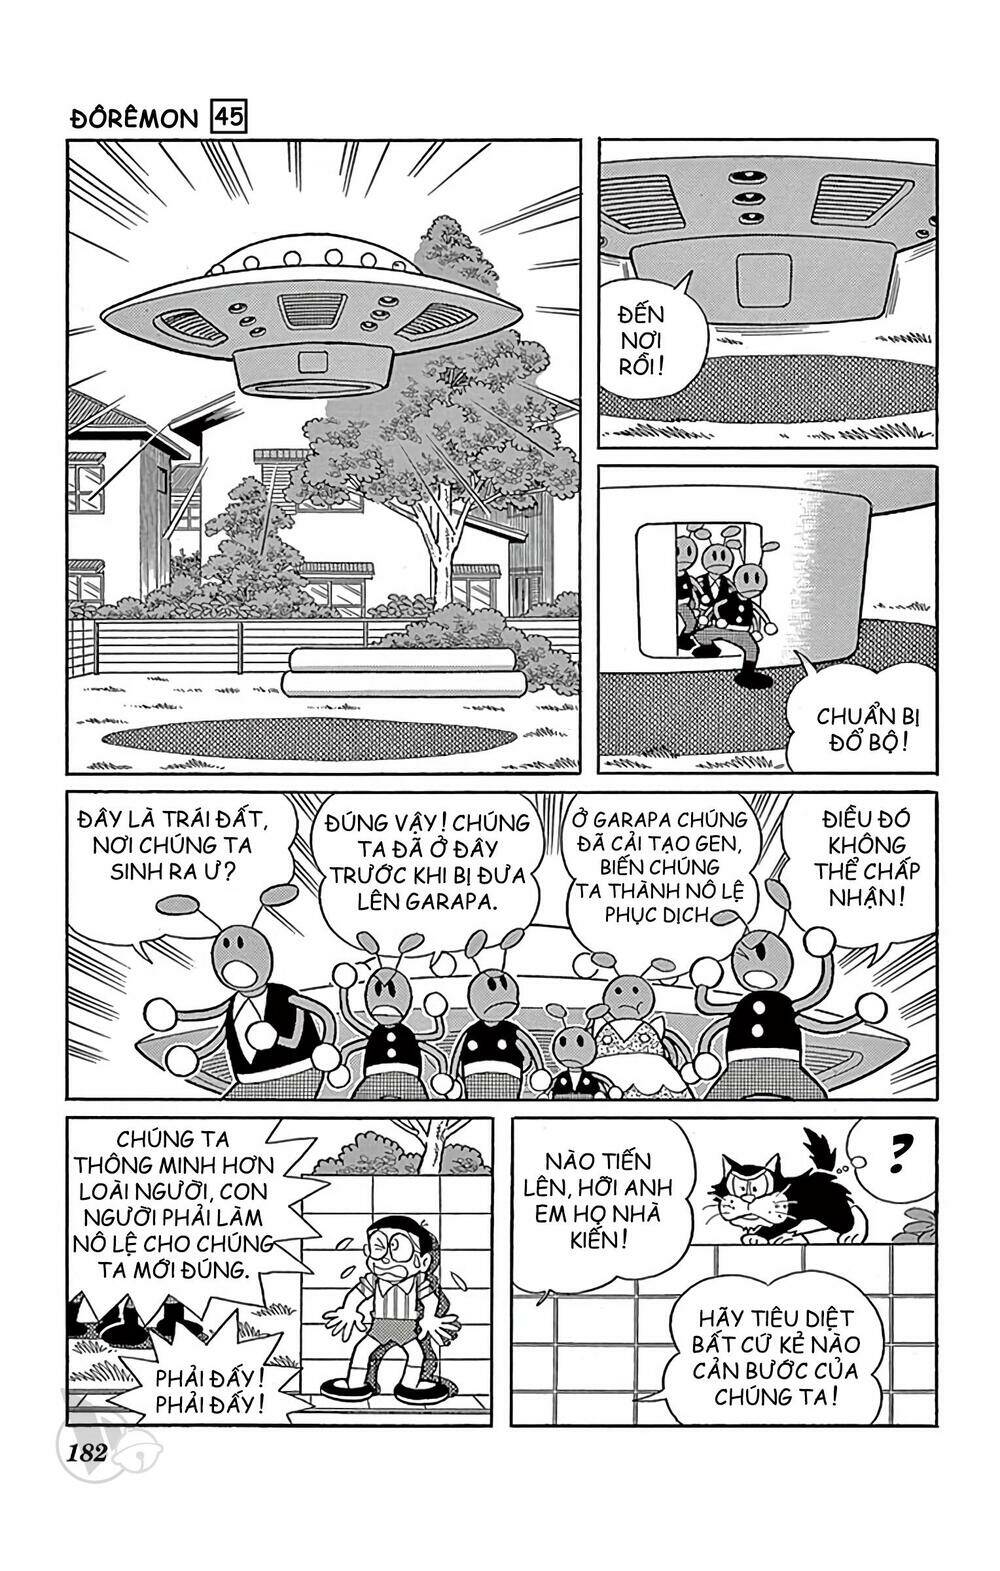 ĐÔRÊMON 45
ĐẾN
NƠI
RỒI!
CHUẨN BỊ
ĐỔ BỘ!
ĐÂY LÀ TRÁI ĐẤT,
NƠI CHÚNG TA
SINH RA Ư?
ĐÚNG VẬY! CHÚNG
TA ĐÃ Ở ĐÂY
TRƯỚC KHI BỊ ĐƯA
LÊN GARAPA.
Ở GARAPA CHÚNG
ĐÃ CẢI TẠO GEN,
BIẾN CHÚNG
TA THÀNH NÔ LỆ
PHỤC DỊCH.
ĐIỀU ĐÓ
KHÔNG
THỂ CHẤP
NHẬN!
CHÚNG TA
THÔNG MINH HƠN
LOÀI NGƯỜI, CON
NGƯỜI PHẢI LÀM
NÔ LỆ CHO CHÚNG
TA MỚI ĐÚNG.
PHẢI ĐẤY!
PHẢI ĐẤY!
NÀO TIẾN
LÊN, HỠI ANH
EM HỌ NHÀ
KIẾN!
?
HÃY TIÊU DIỆT
BẤT CỨ KẺ NÀO
CẢN BƯỚC CỦA
CHÚNG TA!
182